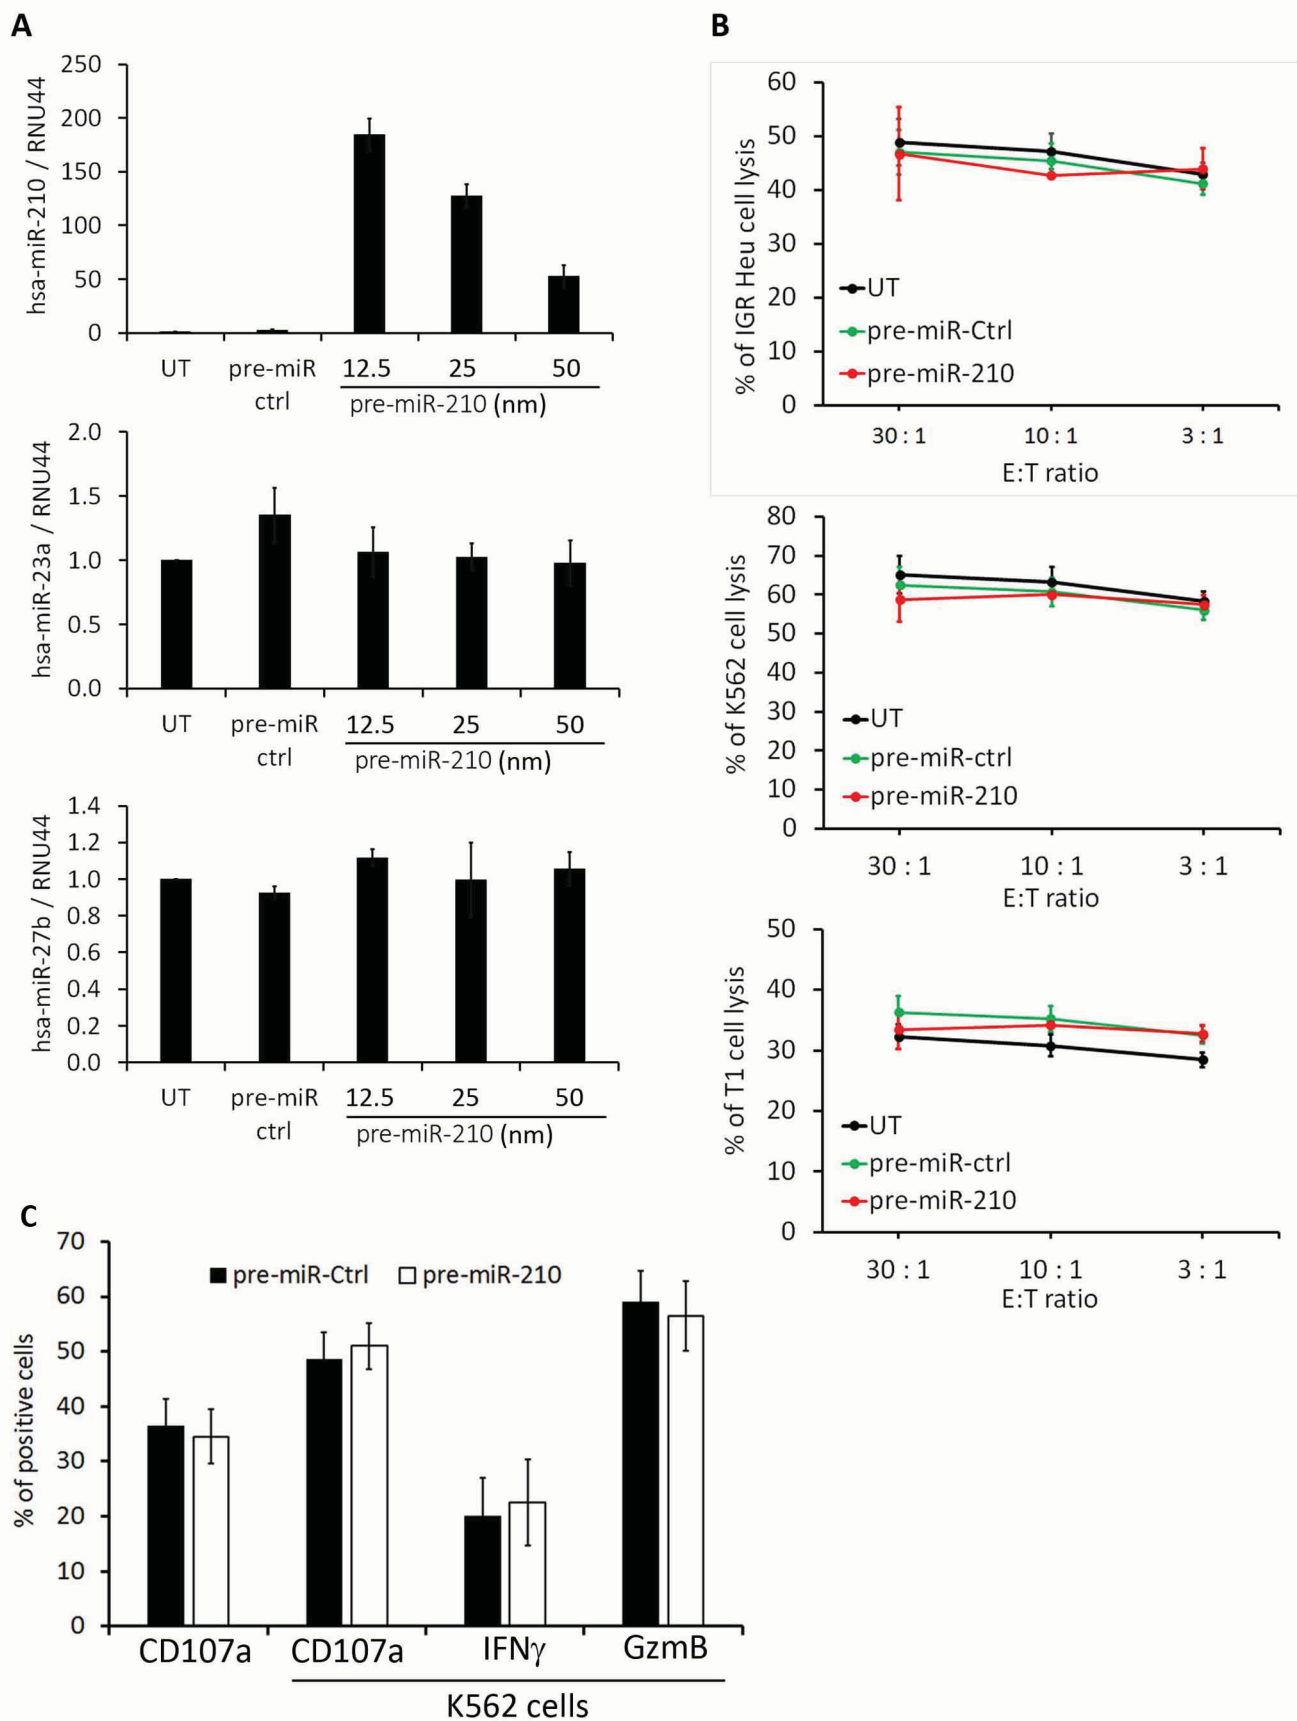 A
hsa-miR-210 / RNU44
250
200
150
100
50
0
UT
pre-miR
ctrl
12.5
25
50
pre-miR-210 (nm)
hsa-miR-23a / RNU44
2.0
1.5
1.0
0.5
0.0
UT
pre-miR
ctrl
12.5
25
50
pre-miR-210 (nm)
hsa-miR-27b / RNU44
1.4
1.2
1.0
0.8
0.6
0.4
0.2
0.0
UT
pre-miR
ctrl
12.5
25
50
pre-miR-210 (nm)
B
% of IGR Heu cell lysis
60
50
40
30
20
10
0
UT
pre-miR-Ctrl
pre-miR-210
30 : 1
10 : 1
3 : 1
E:T ratio
% of K562 cell lysis
80
70
60
50
40
30
20
10
0
UT
pre-miR-ctrl
pre-miR-210
30 : 1
10 : 1
3 : 1
E:T ratio
% of T1 cell lysis
50
40
30
20
10
0
UT
pre-miR-ctrl
pre-miR-210
30 : 1
10 : 1
3 : 1
E:T ratio
C
% of positive cells
70
60
50
40
30
20
10
0
pre-miR-Ctrl
pre-miR-210
CD107a
CD107a
IFNγ
GzmB
K562 cells